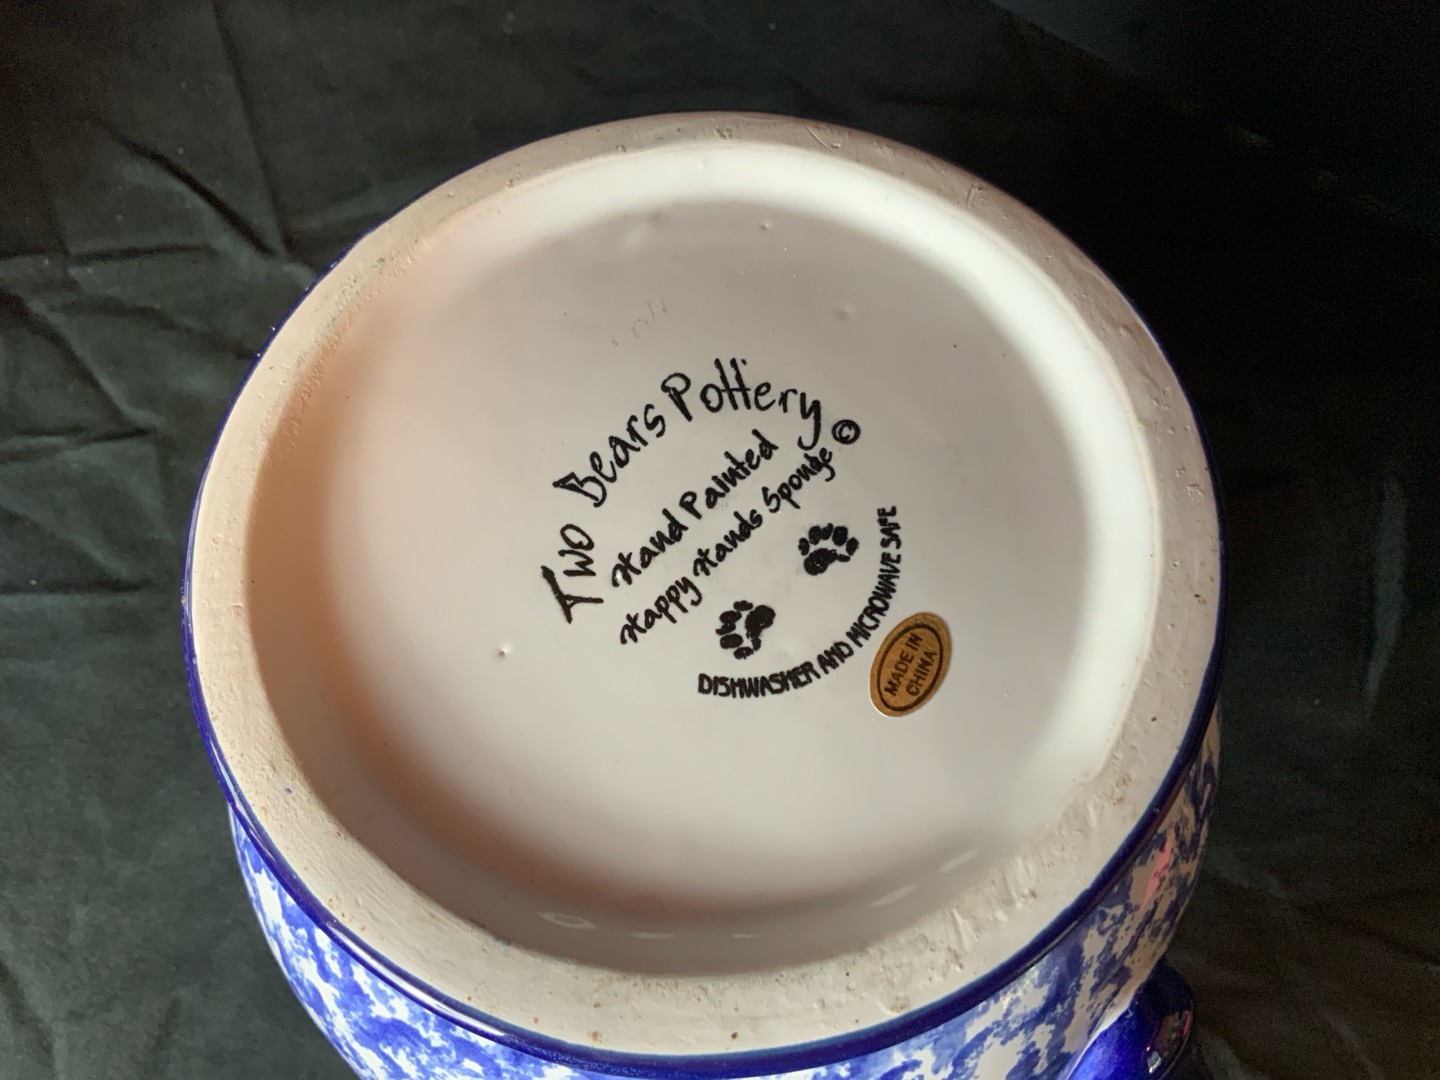 Two Bears Pottery
Hand Painted
Happy Hands Sponge ©
DISHWASHER AND MICROWAVE SAFE
MADE IN
CHINA